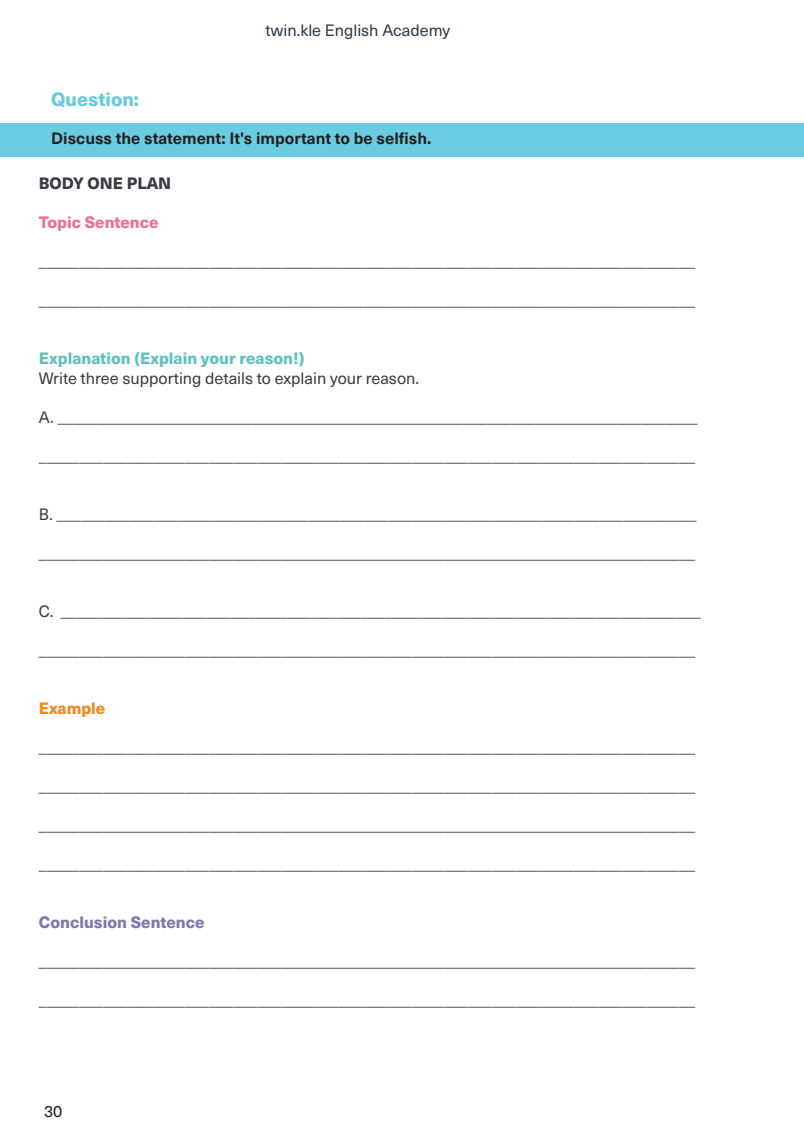 twin.kle English Academy
Question:
Discuss the statement: It's important to be selfish.
BODY ONE PLAN
Topic Sentence
Explanation (Explain your reason!)
Write three supporting details to explain your reason.
A.
B.
C.
Example
Conclusion Sentence
30